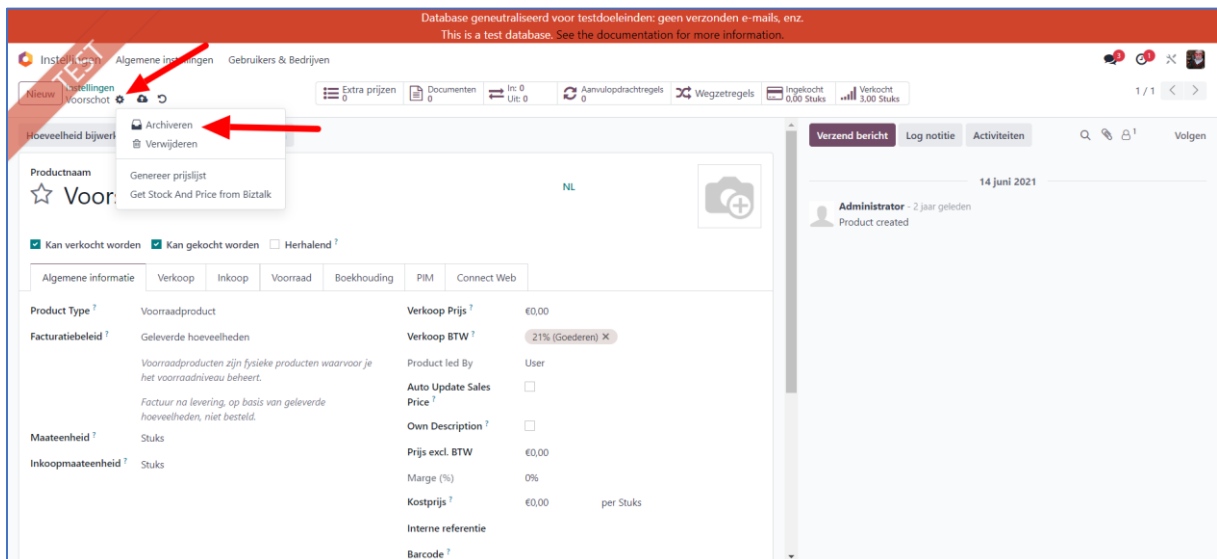 Database geneutraliseerd voor testdoeleinden: geen verzonden e-mails, enz.
This is a test database. See the documentation for more information.
TEST
Instellingen Algemene instellingen Gebruikers & Bedrijven
3 1
Nieuw Instellingen
Voorschot
Extra prijzen
0
Documenten
0
In: 0
Uit: 0
Aanvulopdrachtregels
0
Wegzetregels
Ingekocht
0,00 Stuks
Verkocht
3,00 Stuks
1 / 1
Archiveren
Verwijderen
Genereer prijslijst
Get Stock And Price from Biztalk
Hoeveelheid bijwerk
Productnaam
Voors
NL
Kan verkocht worden Kan gekocht worden Herhalend ?
Algemene informatie Verkoop Inkoop Voorraad Boekhouding PIM Connect Web
Product Type ? Voorraadproduct
Facturatiebeleid ? Geleverde hoeveelheden
Voorraadproducten zijn fysieke producten waarvoor je
het voorraadniveau beheert.
Factuur na levering, op basis van geleverde
hoeveelheden, niet besteld.
Maateenheid ? Stuks
Inkoopmaateenheid ? Stuks
Verkoop Prijs ? €0,00
Verkoop BTW ? 21% (Goederen) ×
Product led By User
Auto Update Sales
Price ?
Own Description ?
Prijs excl. BTW €0,00
Marge (%) 0%
Kostprijs ? €0,00 per Stuks
Interne referentie
Barcode ?
Verzend bericht Log notitie Activiteiten 1 Volgen
14 juni 2021
Administrator - 2 jaar geleden
Product created